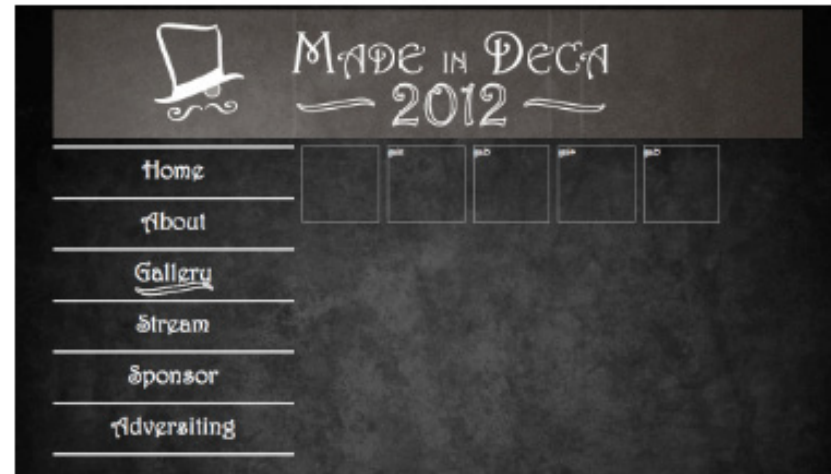 MADE IN DECA
2012
Home
About
Gallery
Stream
Sponsor
Adversiting